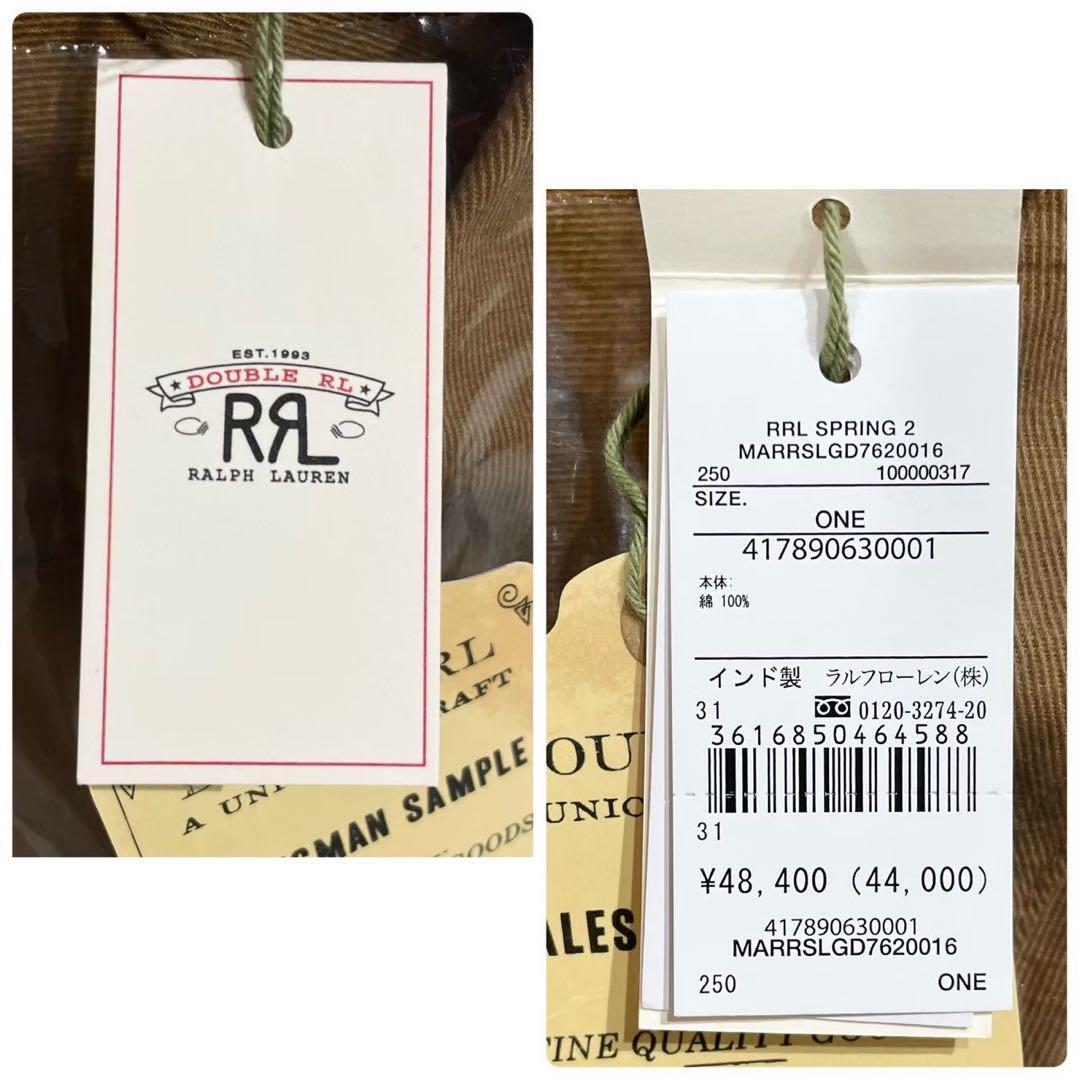 EST.1993
DOUBLE RL
RRL
RALPH LAUREN
RL
RAFT
A UNI
SMAN SAMPLE
GOODS
RRL SPRING 2
MARRSLGD7620016
250 100000317
SIZE.
ONE
417890630001
本体:
綿 100%
インド製 ラルフローレン(株)
31 0120-3274-20
3616850464588
31
¥48,400 (44,000)
417890630001
MARRSLGD7620016
250 ONE
OU
UNIO
ALES
FINE QUALITY GOO